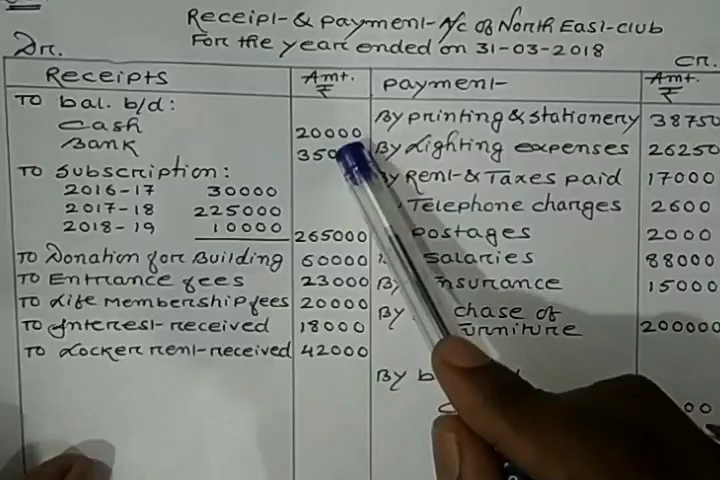 Receipt & Payment A/c of North East club
For the year ended on 31-03-2018
Dr.
Cr.
Receipts Amt. ₹
To bal. b/d:
Cash 20000
Bank
To Subscription:
2016-17 30000
2017-18 225000
2018-19 10000 265000
To Donation for Building 60000
To Entrance fees 23000
To Life Membership fees 20000
To Interest received 18000
To Locker rent received 42000
Payment Amt. ₹
By Printing & Stationery 38750
By Lighting expenses 26250
By Rent & Taxes paid 17000
Telephone charges 2600
Postages 2000
Salaries 88000
By Insurance 15000
By chase of
Furniture 200000
By